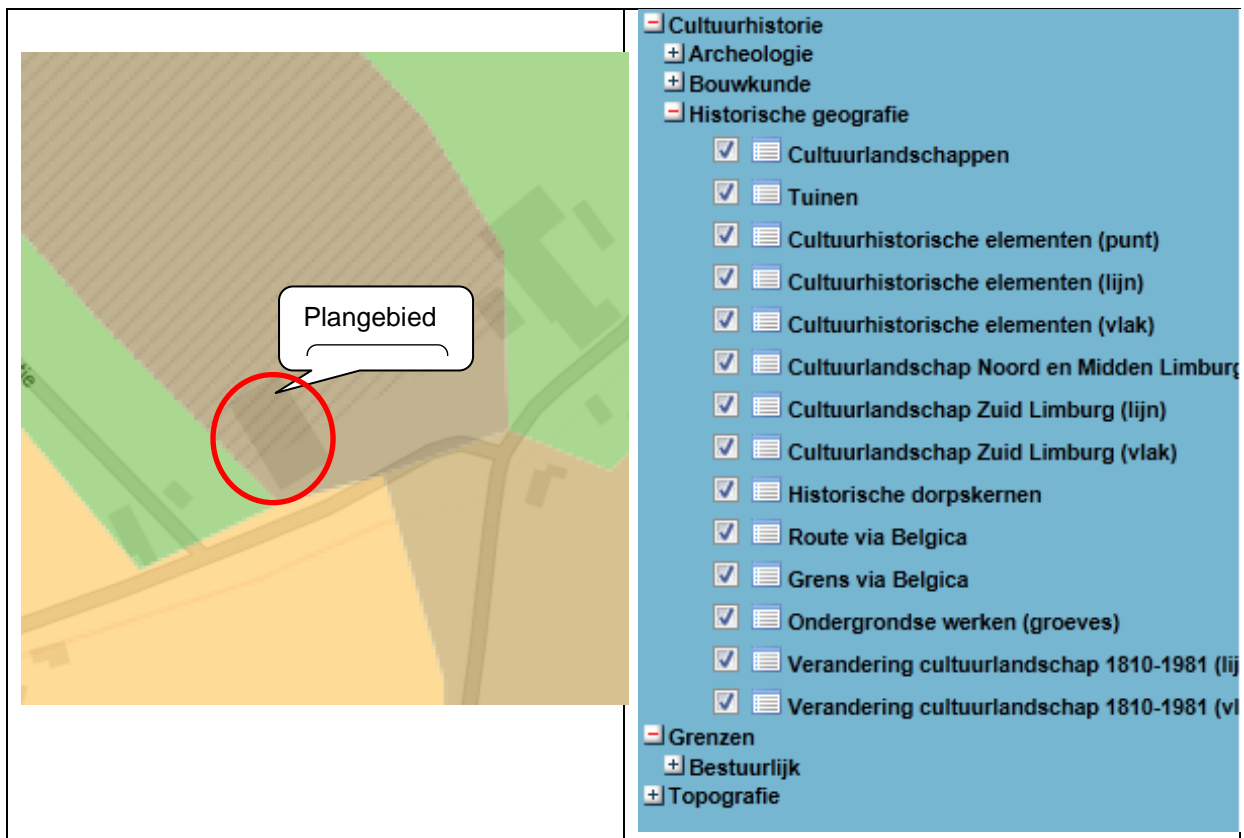 Plangebied
tie
Cultuurhistorie
Archeologie
Bouwkunde
Historische geografie
Cultuurlandschappen
Tuinen
Cultuurhistorische elementen (punt)
Cultuurhistorische elementen (lijn)
Cultuurhistorische elementen (vlak)
Cultuurlandschap Noord en Midden Limburg
Cultuurlandschap Zuid Limburg (lijn)
Cultuurlandschap Zuid Limburg (vlak)
Historische dorpskernen
Route via Belgica
Grens via Belgica
Ondergrondse werken (groeves)
Verandering cultuurlandschap 1810-1981 (lij
Verandering cultuurlandschap 1810-1981 (vl
Grenzen
Bestuurlijk
Topografie